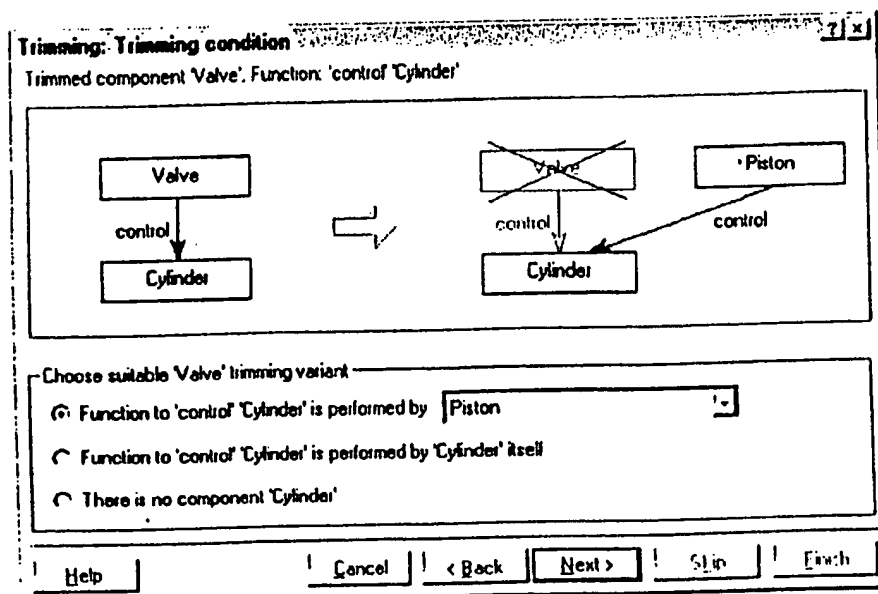 Trimming: Trimming condition
? ×
Trimmed component 'Valve'. Function: 'control' 'Cylinder'
Valve
control
Cylinder
Valve
Piston
control
control
Cylinder
Choose suitable 'Valve' trimming variant
Function to 'control' 'Cylinder' is performed by Piston
Function to 'control' 'Cylinder' is performed by 'Cylinder' itself
There is no component 'Cylinder'
Help Cancel < Back Next > Skip Finish